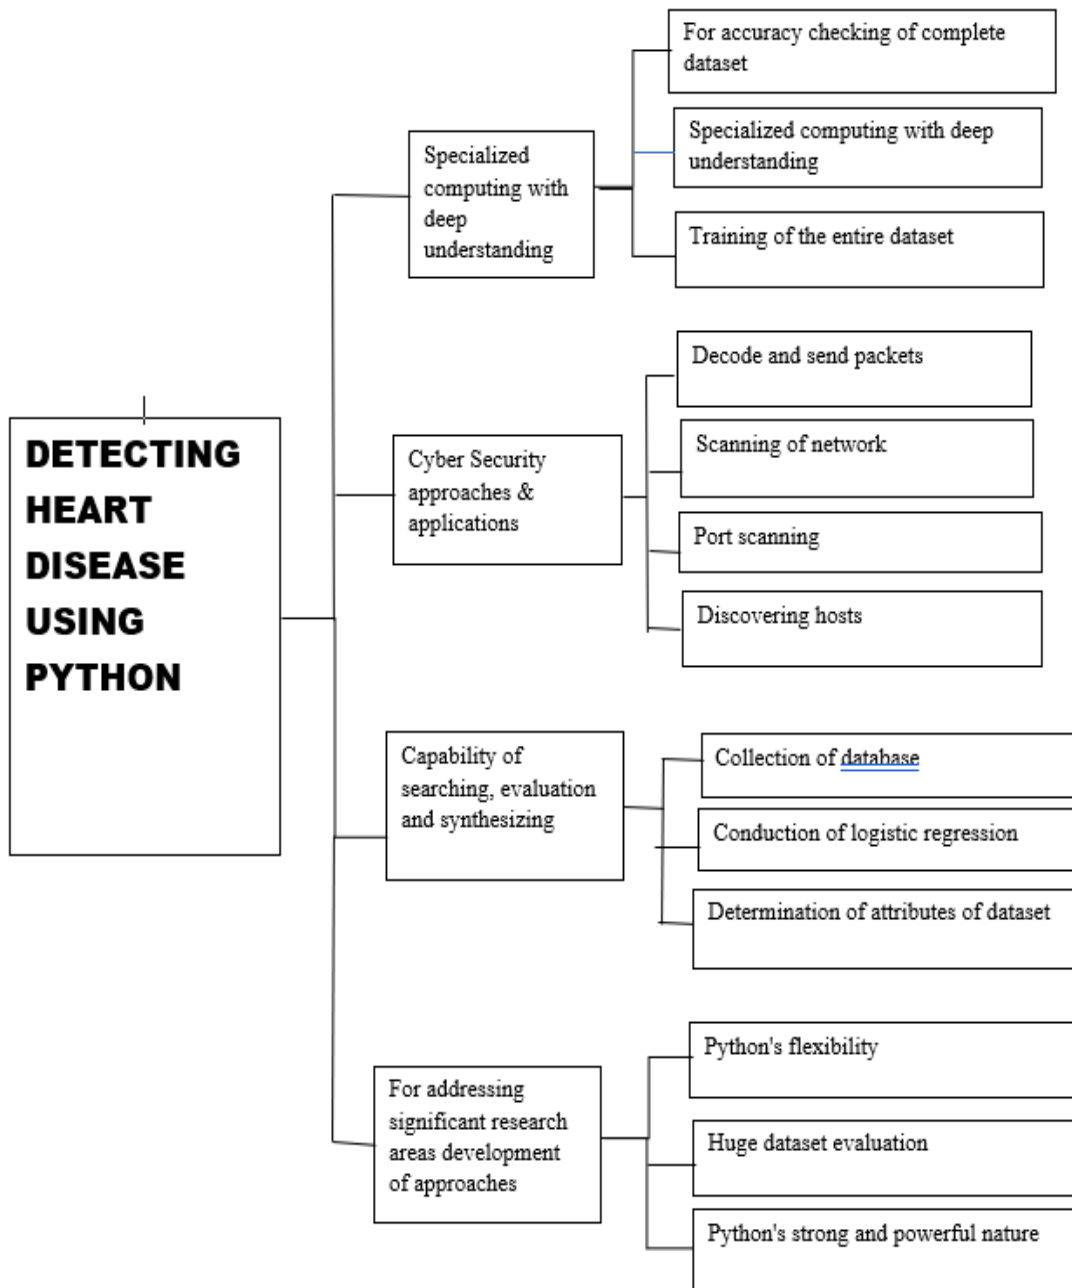 For accuracy checking of complete
dataset
Specialized
computing with
deep
understanding
Specialized computing with deep
understanding
Training of the entire dataset
DETECTING
HEART
DISEASE
USING
PYTHON
Cyber Security
approaches &
applications
Decode and send packets
Scanning of network
Port scanning
Discovering hosts
Capability of
searching, evaluation
and synthesizing
Collection of database
Conduction of logistic regression
Determination of attributes of dataset
For addressing
significant research
areas development
of approaches
Python's flexibility
Huge dataset evaluation
Python's strong and powerful nature